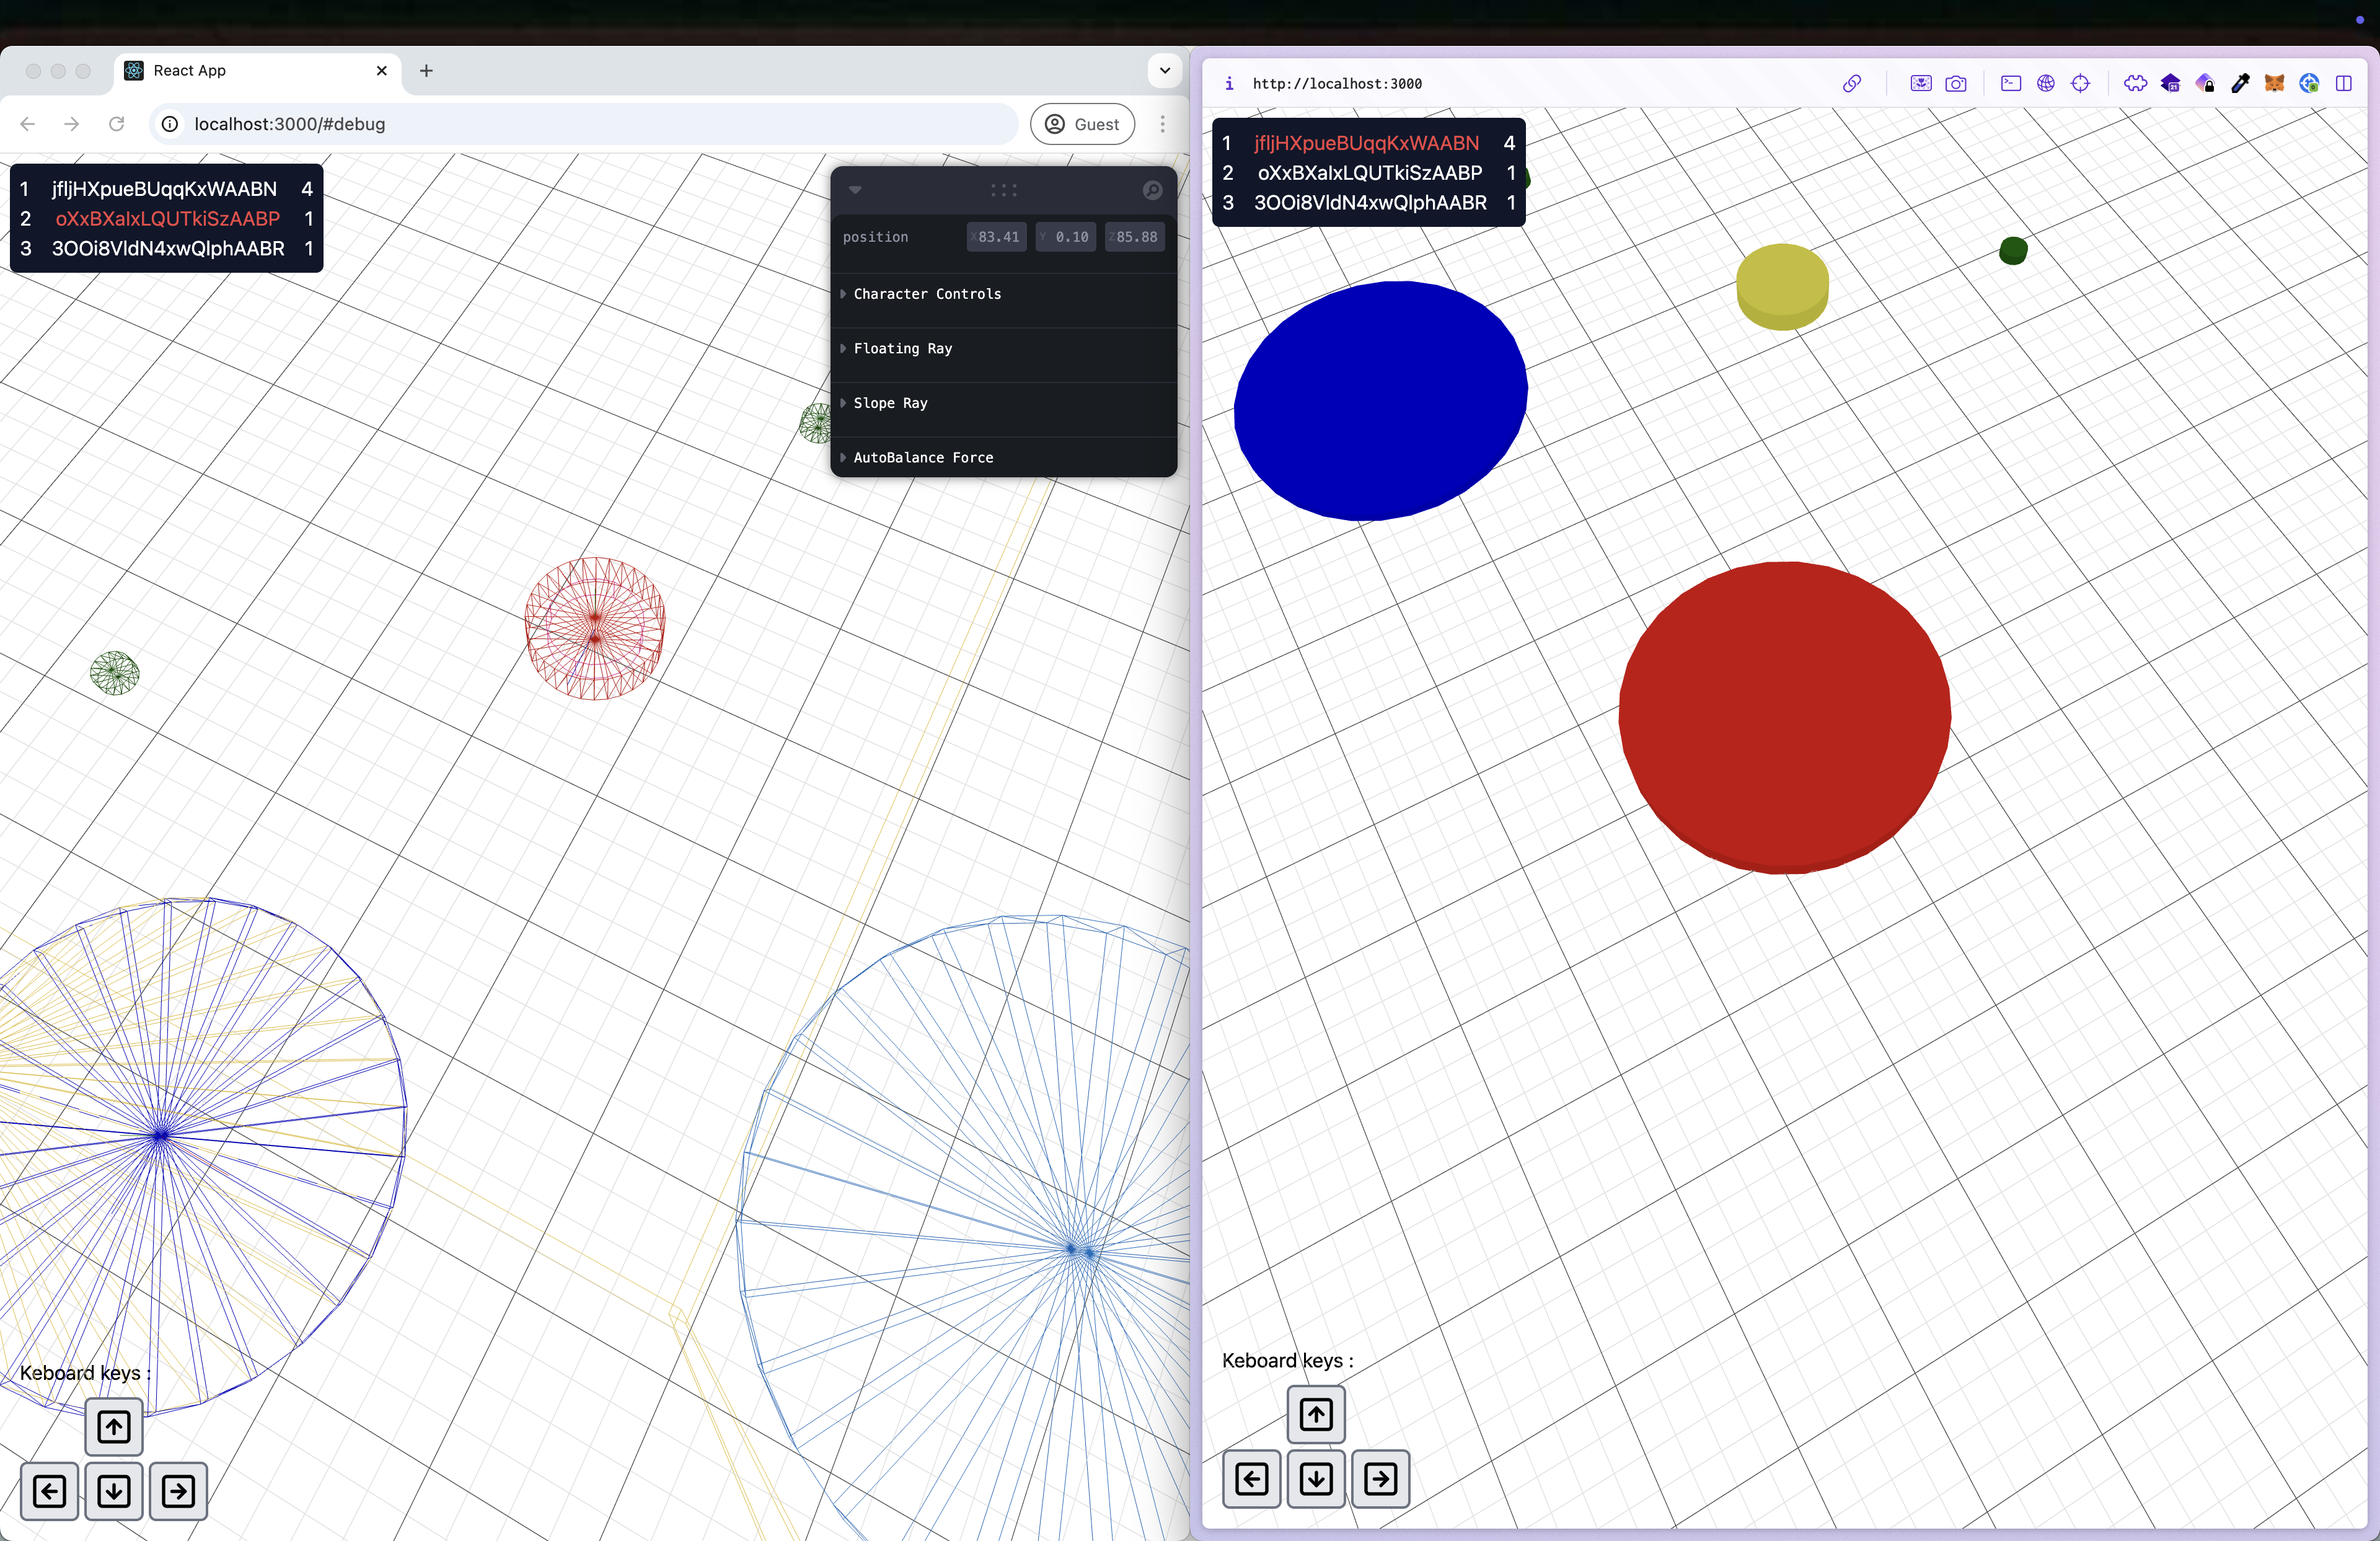 React App
localhost:3000/#debug
Guest
1 jfljHXpueBUqqKxWAABN 4
2 oXxBXaIxLQUTkiSzAABP 1
3 3OOi8VldN4xwQlphAABR 1
position X 83.41 Y 0.10 Z 85.88
Character Controls
Floating Ray
Slope Ray
AutoBalance Force
Keboard keys :
http://localhost:3000
1 jfljHXpueBUqqKxWAABN 4
2 oXxBXaIxLQUTkiSzAABP 1
3 3OOi8VldN4xwQlphAABR 1
Keboard keys :